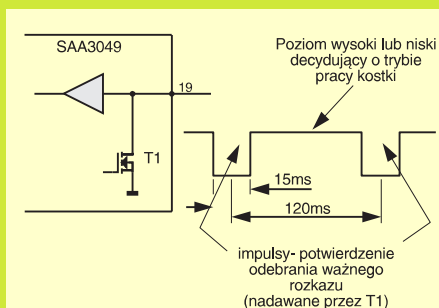 SAA3049
19
T1
Poziom wysoki lub niski
decydujący o trybie
pracy kostki
15ms
120ms
impulsy- potwierdzenie
odebrania ważnego
rozkazu
(nadawane przez T1)